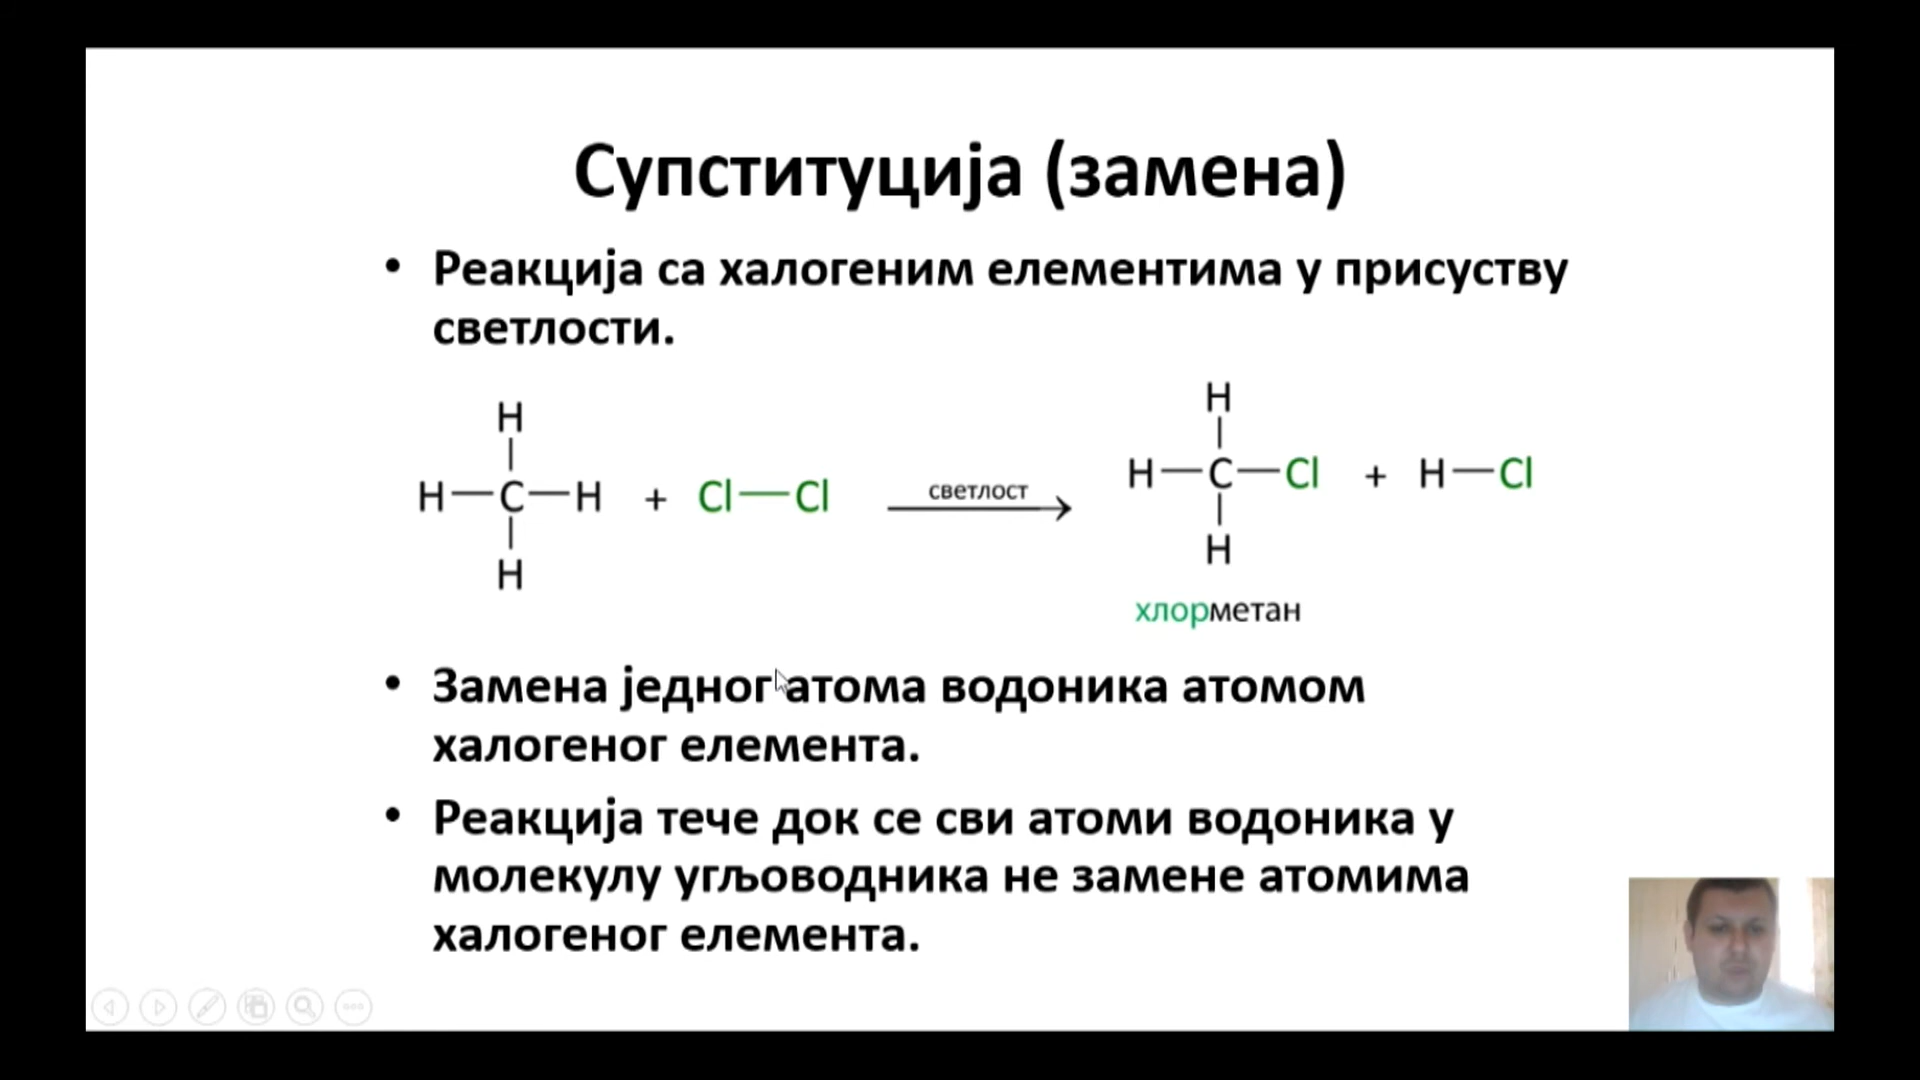 Супституција (замена)
• Реакција са халогеним елементима у присуству
светлости.
H
H—C—H + Cl—Cl
H
светлост
H
H—C—Cl + H—Cl
H
хлорметан
• Замена једног атома водоника атомом
халогеног елемента.
• Реакција тече док се сви атоми водоника у
молекулу угљоводника не замене атомима
халогеног елемента.